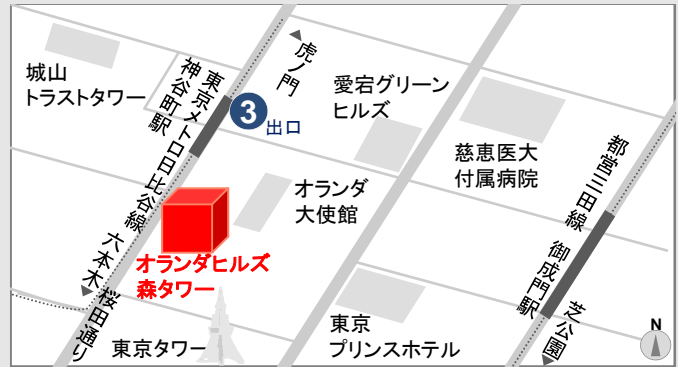 城山
トラストタワー
東京メトロ日比谷線
神谷町駅
虎ノ門
3
出口
愛宕グリーン
ヒルズ
慈恵医大
付属病院
都営三田線
御成門駅
オランダ
大使館
オランダヒルズ
森タワー
六本木
桜田通り
東京タワー
東京
プリンスホテル
芝公園
N